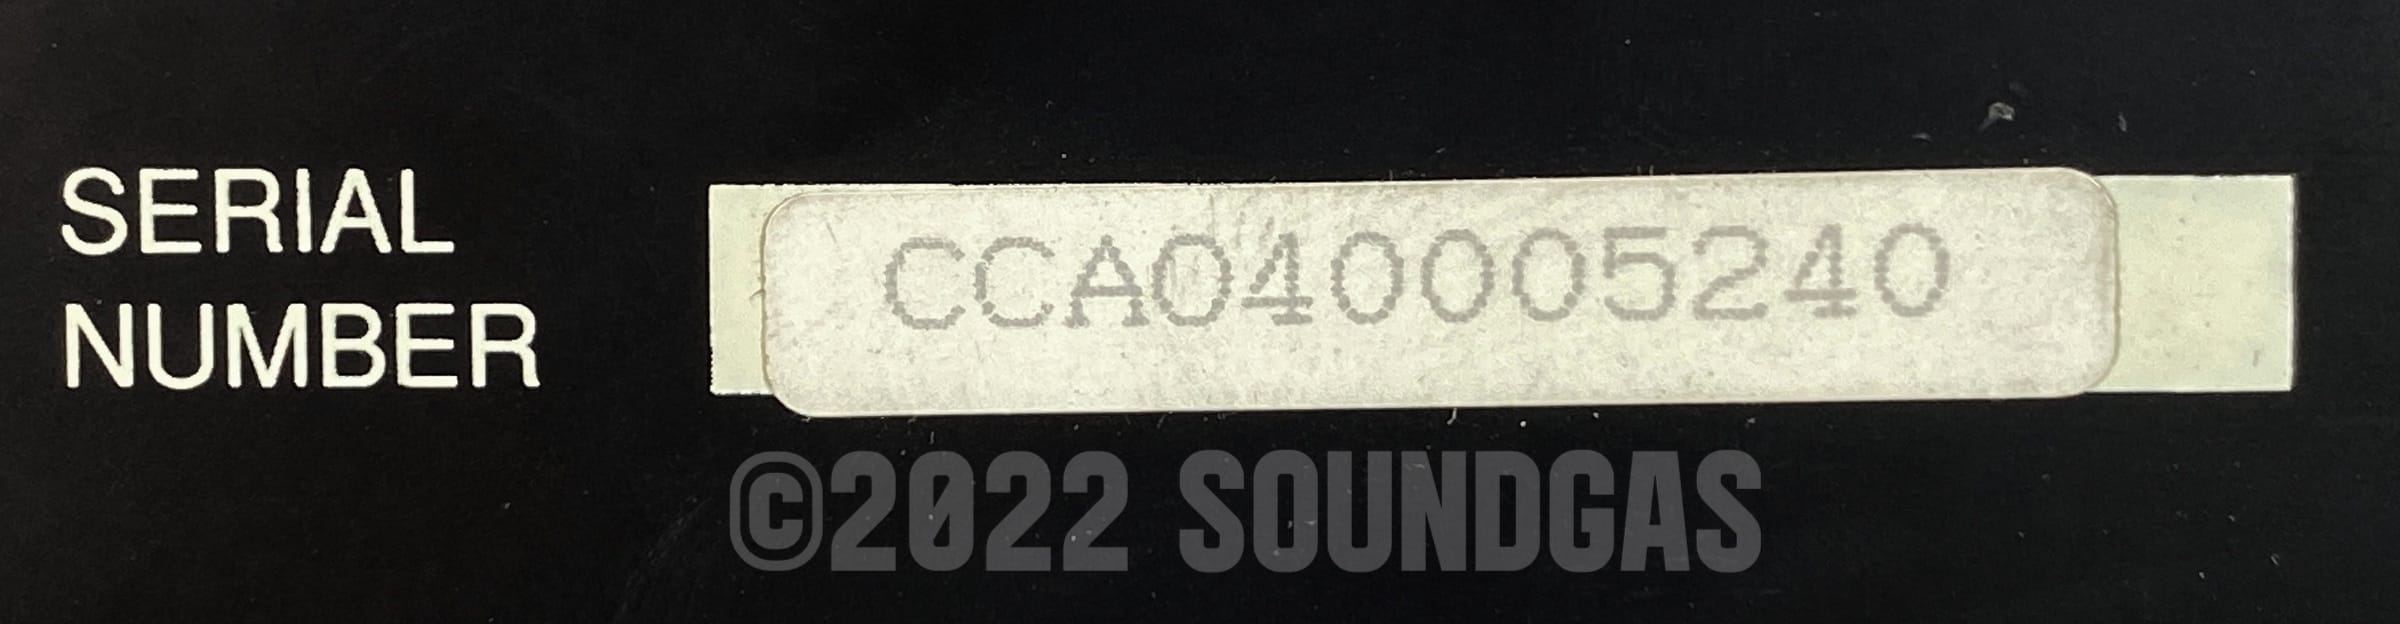 SERIAL
NUMBER
CCA040005240
©2022 SOUNDGAS